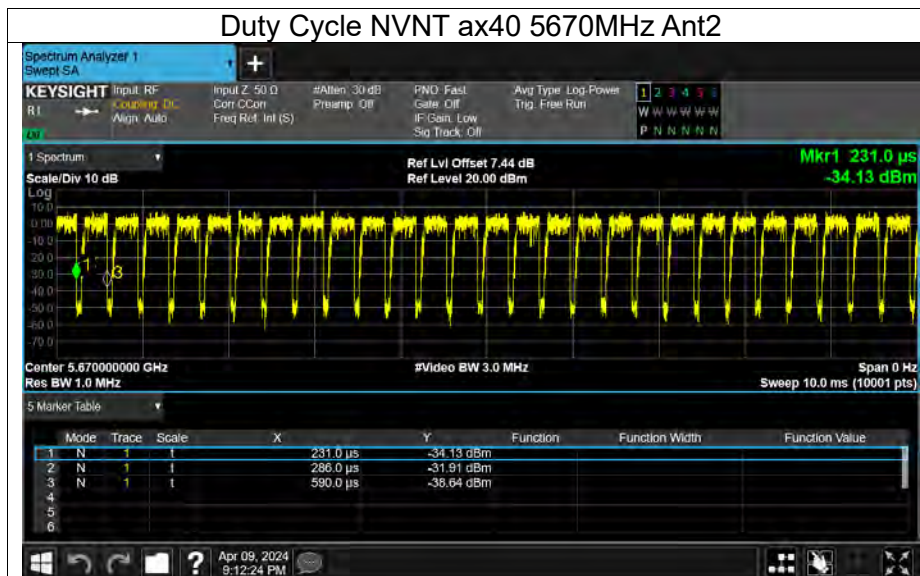 Duty Cycle NVNT ax40 5670MHz Ant2
Spectrum Analyzer 1
Swept SA
+
KEYSIGHT Input: RF Input Z: 50 Ω #Atten: 30 dB PNO: Fast Avg Type: Log-Power 1 2 3 4 5 6
R L Coupling: DC Corr CCorr Preamp: Off Gate: Off Trig: Free Run W W W W W W
Align: Auto Freq Ref: Int (S) IF Gain: Low P N N N N N
Sig Track: Off
1 Spectrum Ref Lvl Offset 7.44 dB Mkr1 231.0 µs
Scale/Div 10 dB Ref Level 20.00 dBm -34.13 dBm
Log
10.0
0.00
-10.0
-20.0
-30.0
-40.0
-50.0
-60.0
-70.0
1
3
Center 5.670000000 GHz #Video BW 3.0 MHz Span 0 Hz
Res BW 1.0 MHz Sweep 10.0 ms (10001 pts)
5 Marker Table
Mode Trace Scale X Y Function Function Width Function Value
1 N 1 t 231.0 µs -34.13 dBm
2 N 1 t 286.0 µs -31.91 dBm
3 N 1 t 590.0 µs -38.64 dBm
4
5
6
? Apr 09, 2024
9:12:24 PM